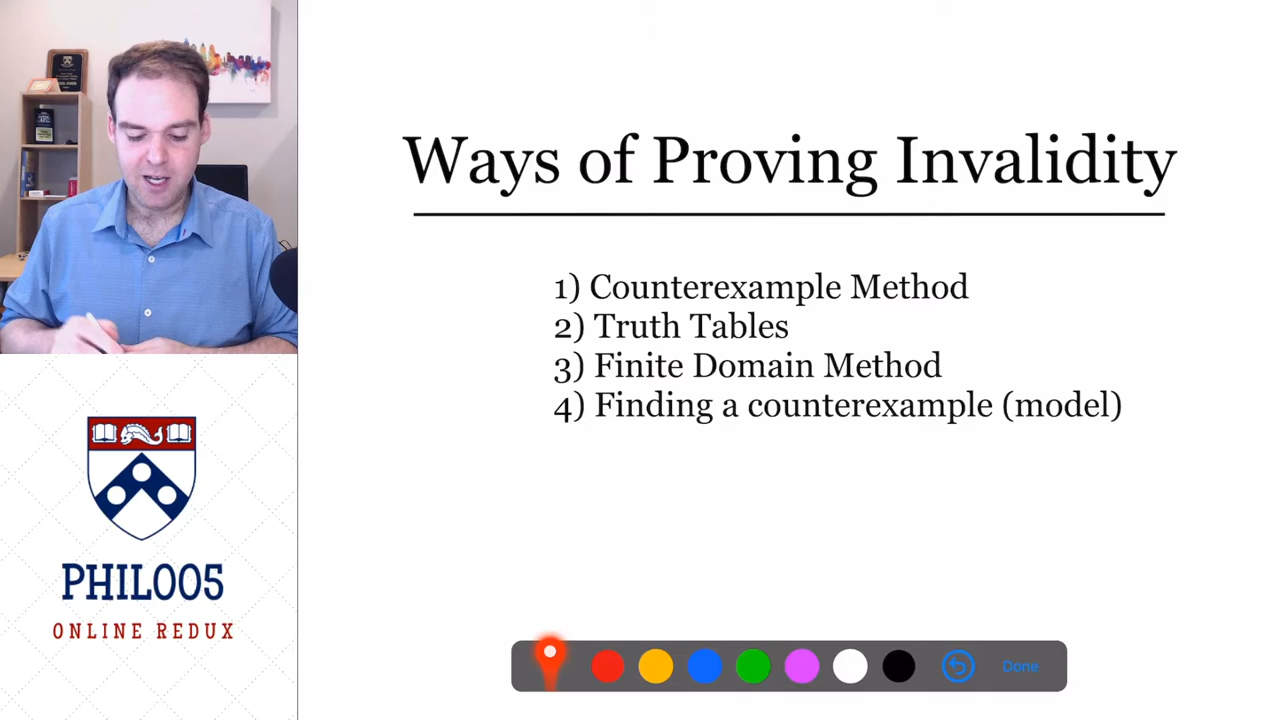 Ways of Proving Invalidity
1) Counterexample Method
2) Truth Tables
3) Finite Domain Method
4) Finding a counterexample (model)
PHIL005
ONLINE REDUX
Done